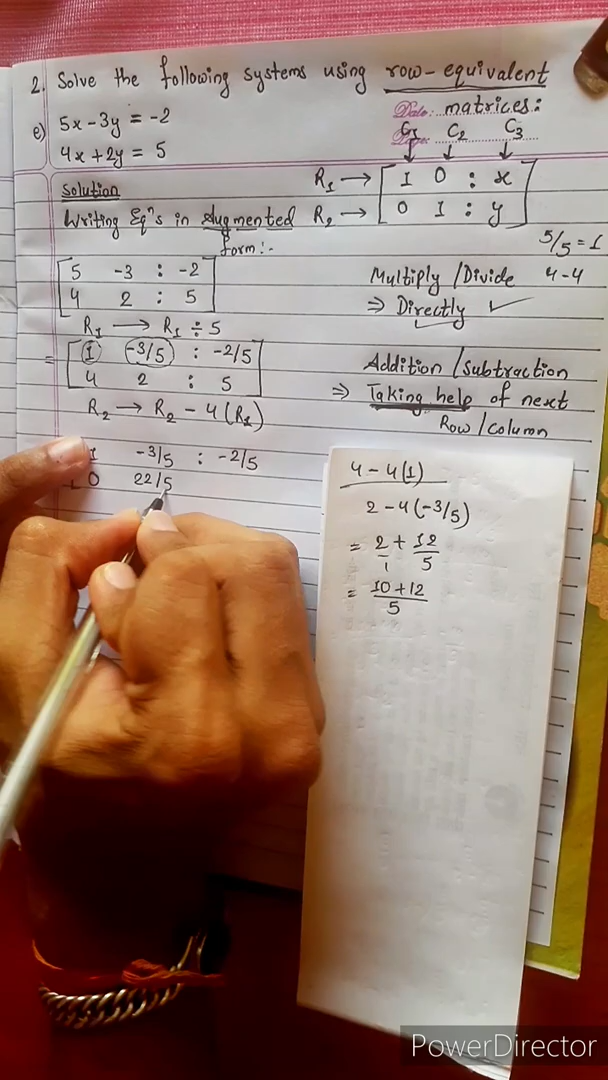 2. Solve the following systems using row-equivalent
matrices:
e) 5x - 3y = -2
4x + 2y = 5
C1 C2 C3
R1 → [ 1 0 : x
R2 → 0 1 : y ]
Solution
Writing Eqⁿs in Augmented
form:-
[ 5 -3 : -2
4 2 : 5 ]
R1 → R1 ÷ 5
= [ 1 -3/5 : -2/5
4 2 : 5 ]
R2 → R2 - 4(R1)
1 -3/5 : -2/5
0 22/5
5/5 = 1
4-4
Multiply / Divide
⇒ Directly ✓
Addition / subtraction
⇒ Taking help of next
Row / column
4 - 4(1)
2 - 4(-3/5)
= 2/1 + 12/5
= 10+12/5
PowerDirector